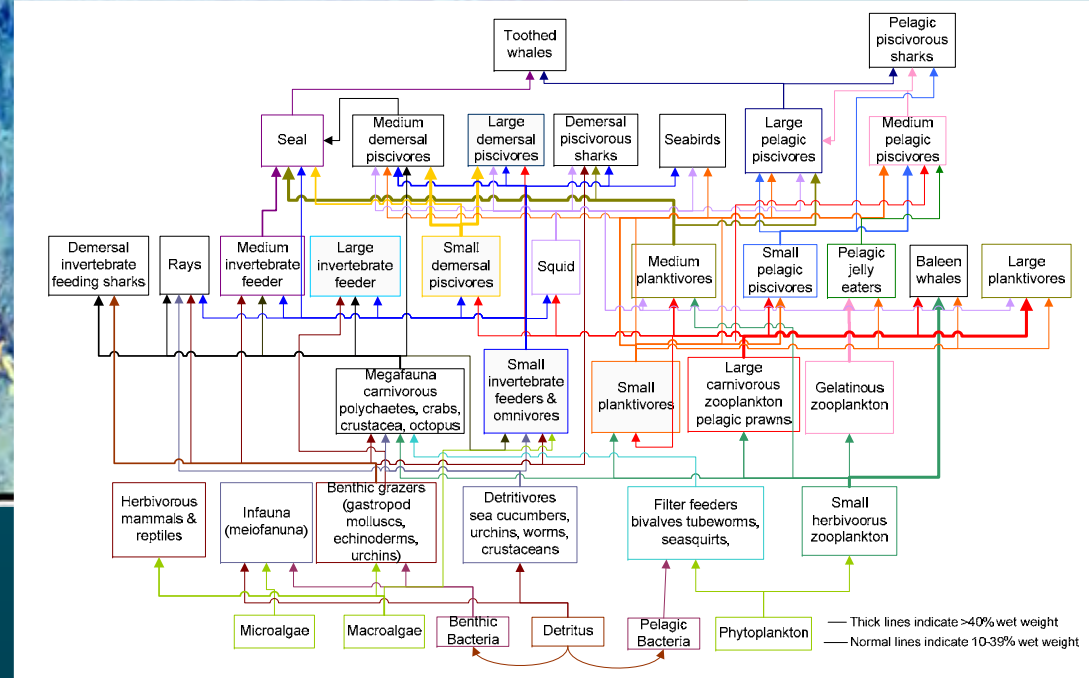 Toothed
whales
Pelagic
piscivorous
sharks
Seal
Medium
demersal
piscivores
Large
demersal
piscivores
Demersal
piscivorous
sharks
Seabirds
Large
pelagic
piscivores
Medium
pelagic
piscivores
Demersal
invertebrate
feeding sharks
Rays
Medium
invertebrate
feeder
Large
invertebrate
feeder
Small
demersal
piscivores
Squid
Medium
planktivores
Small
pelagic
piscivores
Pelagic
jelly
eaters
Baleen
whales
Large
planktivores
Megafauna
carnivorous
polychaetes, crabs,
crustacea, octopus
Small
invertebrate
feeders &
omnivores
Small
planktivores
Large
carnivorous
zooplankton
pelagic prawns
Gelatinous
zooplankton
Herbivorous
mammals &
reptiles
Infauna
(meiofanuna)
Benthic grazers
(gastropod
molluscs,
echinoderms,
urchins)
Detritivores
sea cucumbers,
urchins, worms,
crustaceans
Filter feeders
bivalves tubeworms,
seasquirts,
Small
herbivoorus
zooplankton
Microalgae
Macroalgae
Benthic
Bacteria
Detritus
Pelagic
Bacteria
Phytoplankton
Thick lines indicate >40% wet weight
Normal lines indicate 10-39% wet weight